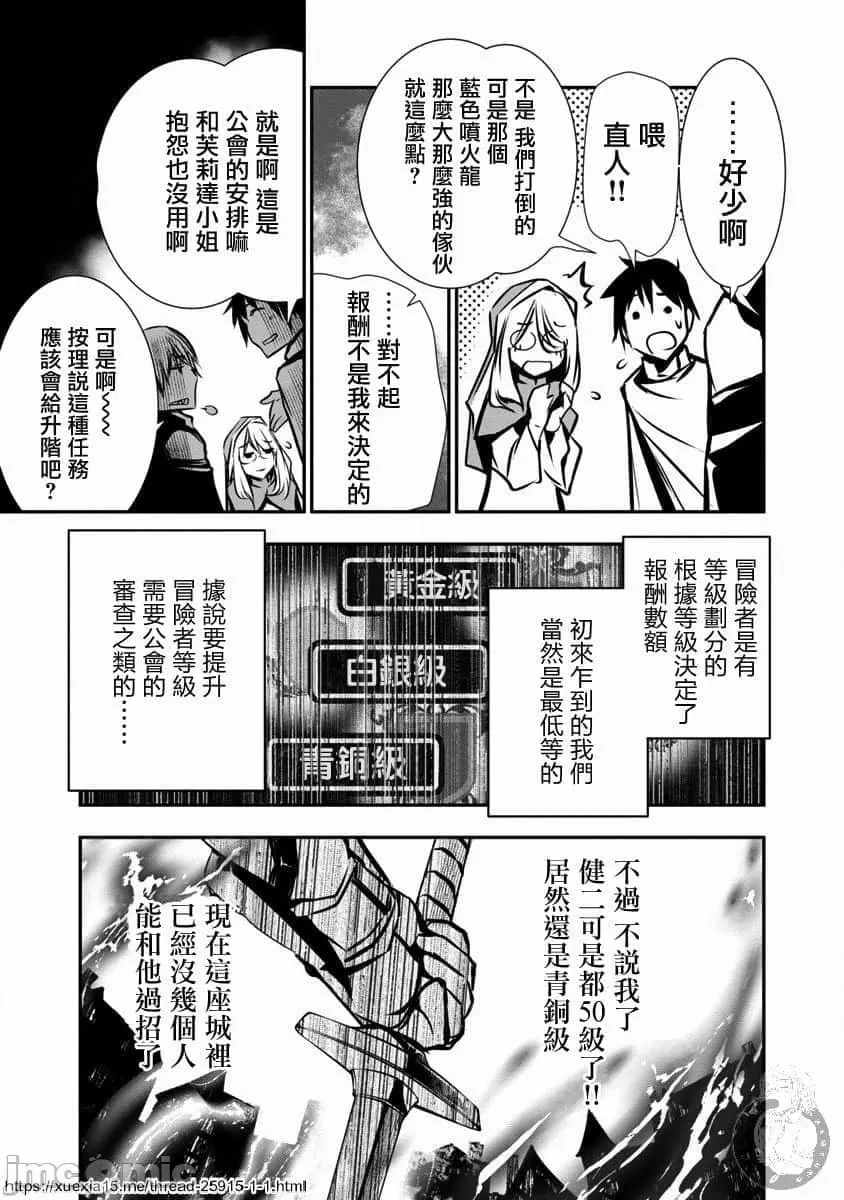 ……好少啊
喂
直人!!
不是 我們打倒的
可是那個
藍色噴火龍
那麼大那麼強的傢伙
就這麼點?
……對不起
報酬不是我來決定的
就是啊 這是
公會的安排嘛
和芙莉達小姐
抱怨也沒用啊
可是啊~~~
按理說這種任務
應該會給升階吧?
冒險者是有
等級劃分的
根據等級決定了
報酬數額
初來乍到的我們
當然是最低等的
黃金級
白銀級
青銅級
據說要提升
冒險者等級
需要公會的
審查之類的……
不過 不說我了
健二可是都50級了!!
居然還是青銅級
現在這座城裡
已經沒幾個人
能和他過招了
jmc comic
https://xuexia15.me/thread-25915-1-1.html